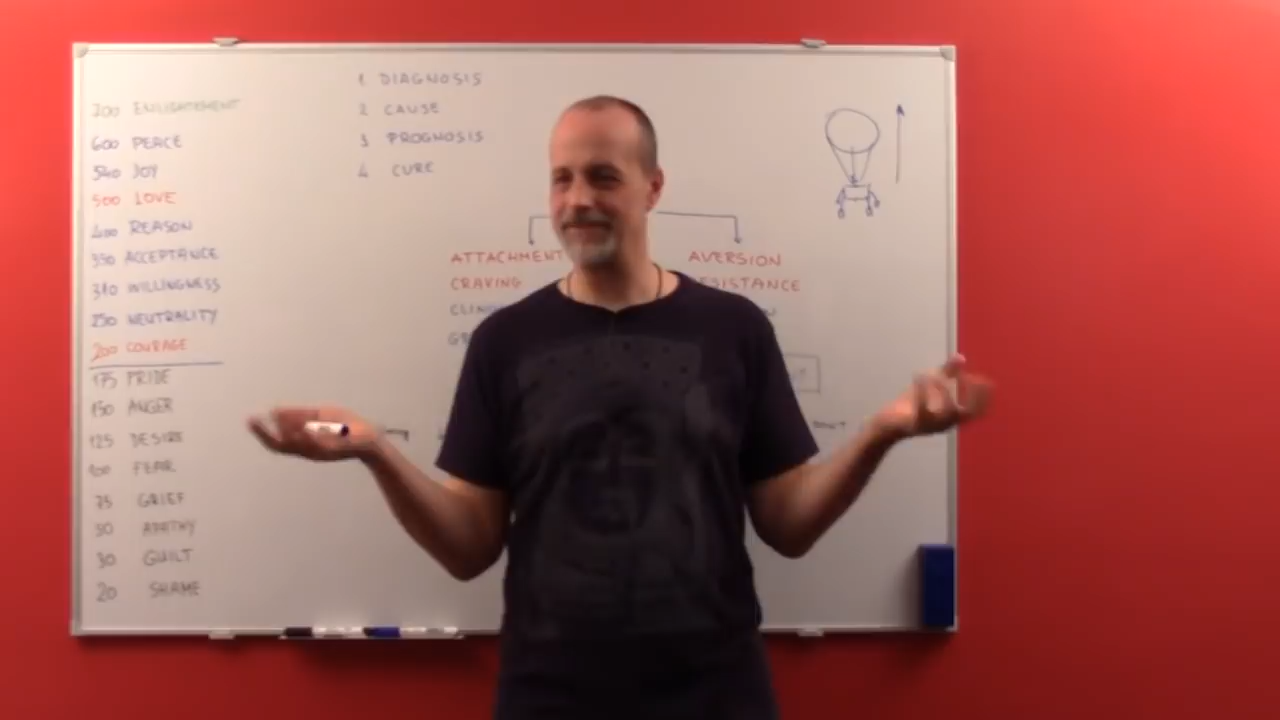 700 ENLIGHTENMENT
600 PEACE
540 JOY
500 LOVE
400 REASON
350 ACCEPTANCE
310 WILLINGNESS
250 NEUTRALITY
200 COURAGE
175 PRIDE
150 ANGER
125 DESIRE
100 FEAR
75 GRIEF
50 APATHY
30 GUILT
20 SHAME
1 DIAGNOSIS
2 CAUSE
3 PROGNOSIS
4 CURE
ATTACHMENT
CRAVING
AVERSION
RESISTANCE